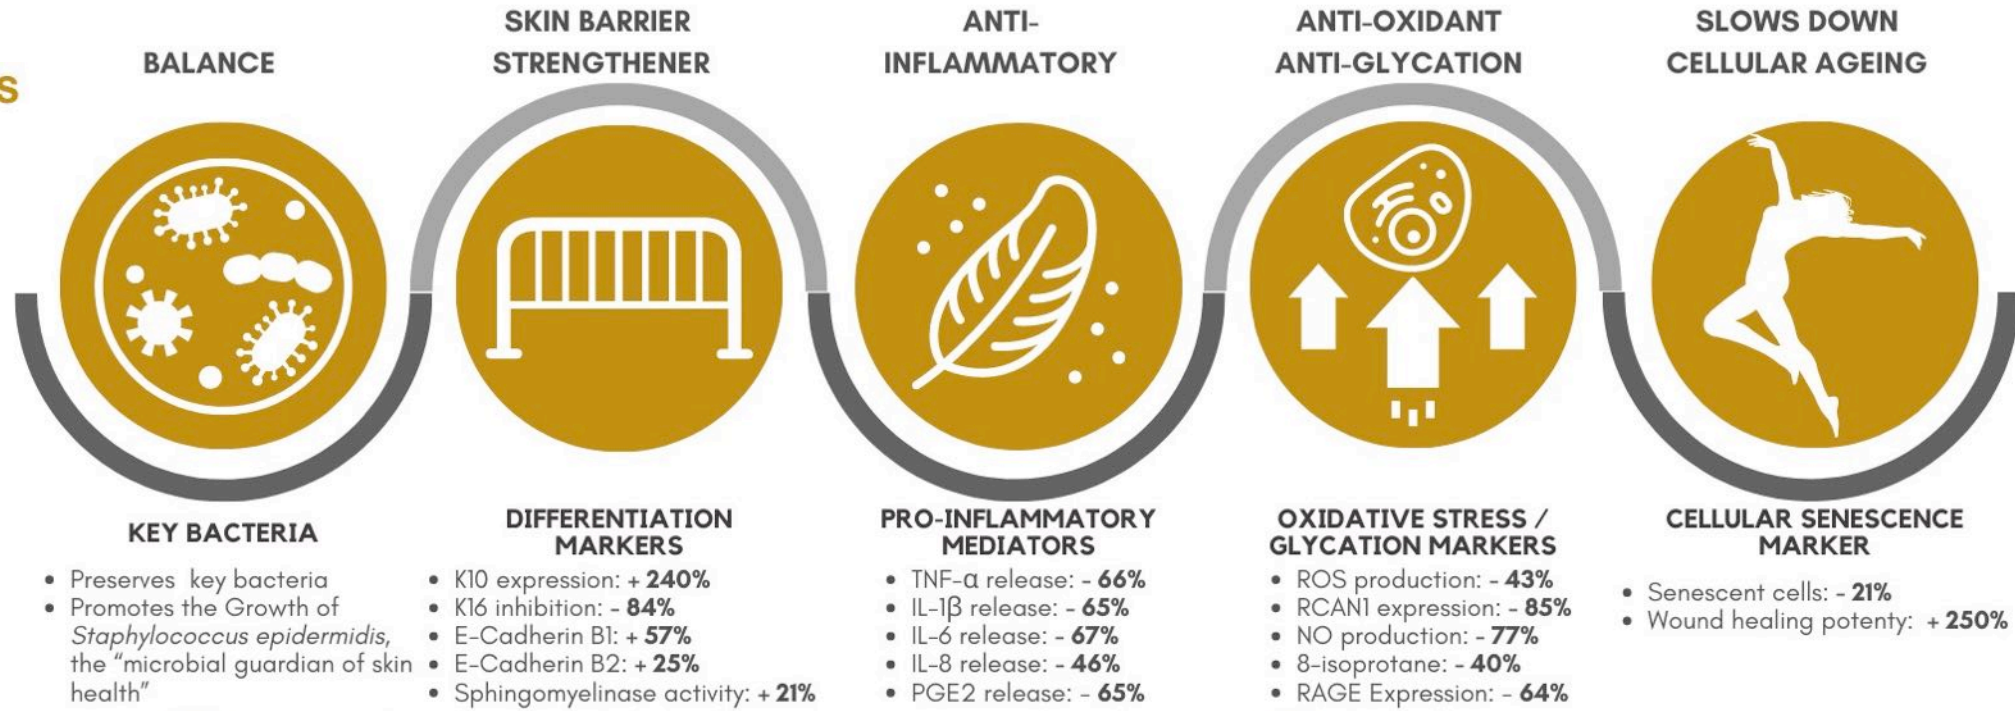 S
BALANCE
KEY BACTERIA
• Preserves key bacteria
• Promotes the Growth of
Staphylococcus epidermidis,
the “microbial guardian of skin
health”
SKIN BARRIER
STRENGTHENER
DIFFERENTIATION
MARKERS
• K10 expression: + 240%
• K16 inhibition: - 84%
• E-Cadherin B1: + 57%
• E-Cadherin B2: + 25%
• Sphingomyelinase activity: + 21%
ANTI-
INFLAMMATORY
PRO-INFLAMMATORY
MEDIATORS
• TNF-α release: - 66%
• IL-1β release: - 65%
• IL-6 release: - 67%
• IL-8 release: - 46%
• PGE2 release: - 65%
ANTI-OXIDANT
ANTI-GLYCATION
OXIDATIVE STRESS /
GLYCATION MARKERS
• ROS production: - 43%
• RCAN1 expression: - 85%
• NO production: - 77%
• 8-isoprotane: - 40%
• RAGE Expression: - 64%
SLOWS DOWN
CELLULAR AGEING
CELLULAR SENESCENCE
MARKER
• Senescent cells: - 21%
• Wound healing potenty: + 250%